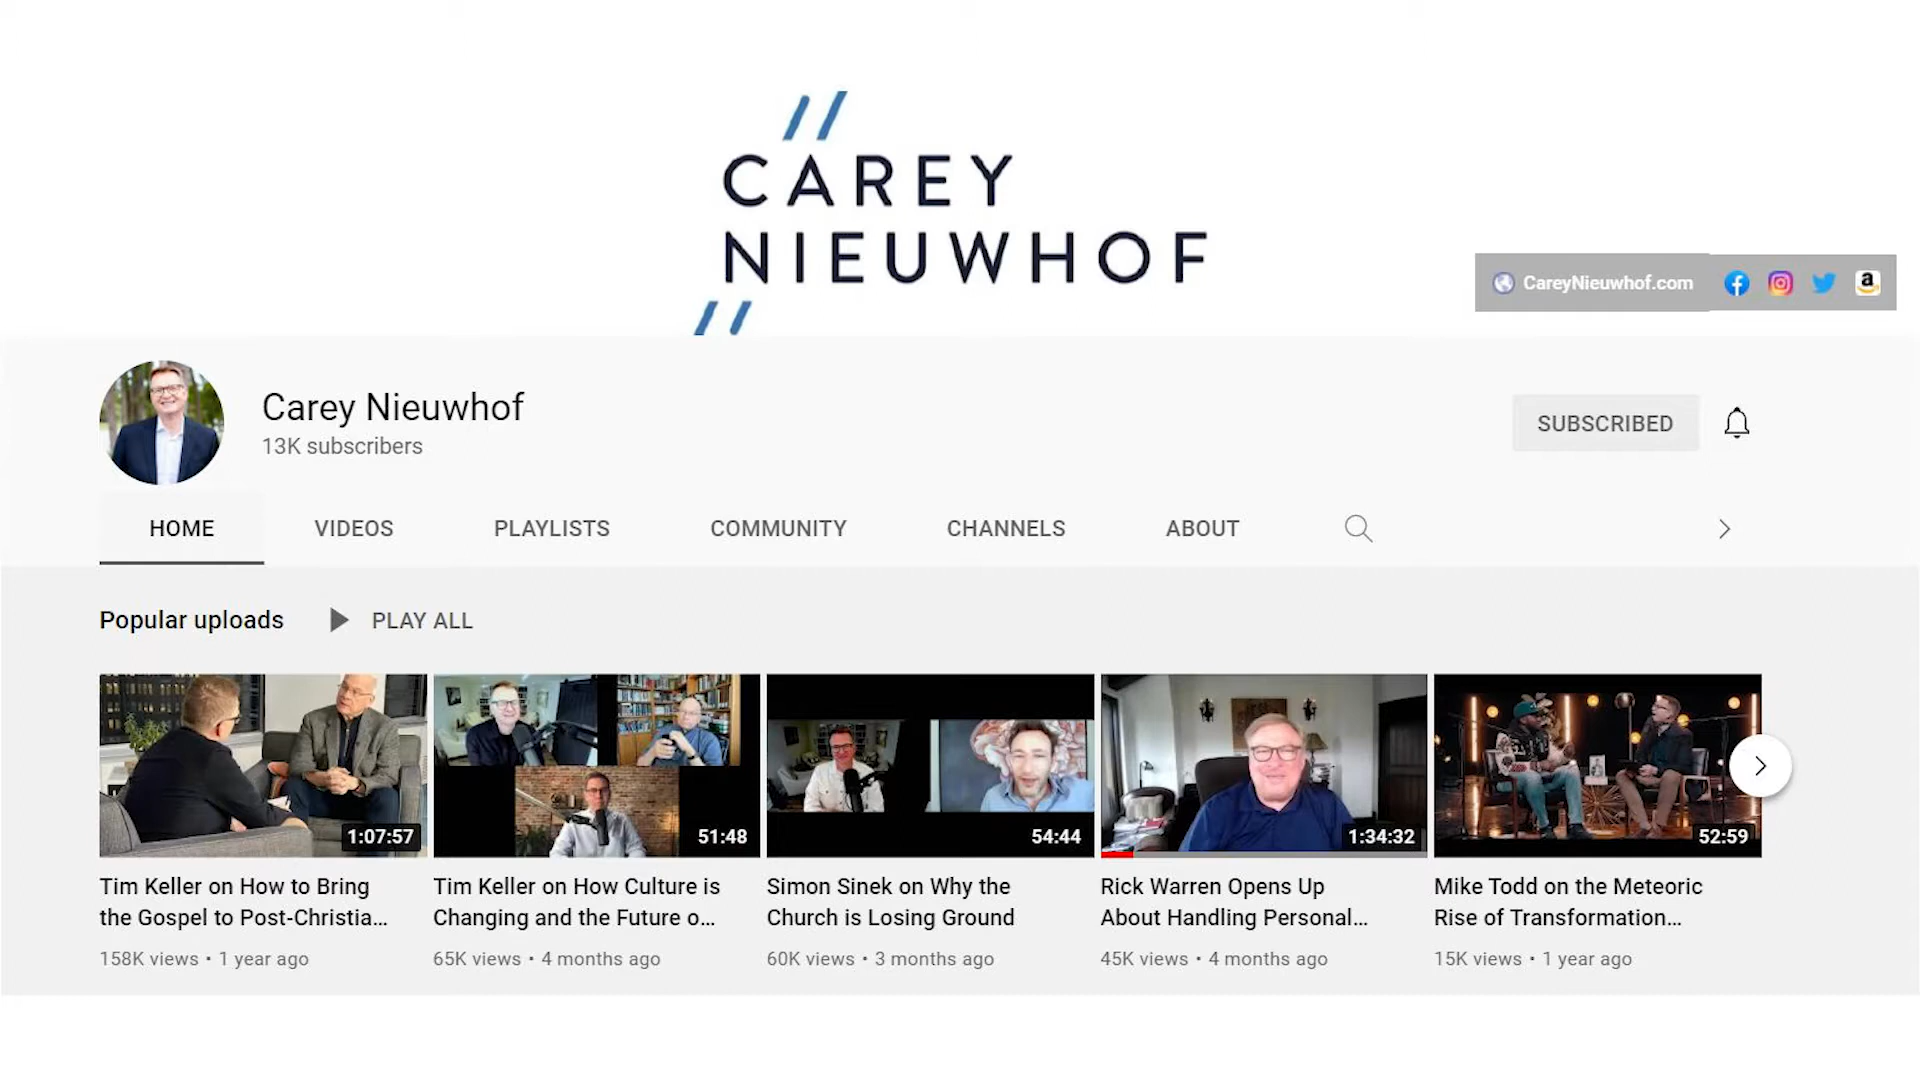 CAREY
NIEUWHOF
CareyNieuwhof.com
Carey Nieuwhof
13K subscribers
SUBSCRIBED
HOME VIDEOS PLAYLISTS COMMUNITY CHANNELS ABOUT
Popular uploads PLAY ALL
1:07:57 51:48 54:44 1:34:32 52:59
Tim Keller on How to Bring
the Gospel to Post-Christia...
158K views • 1 year ago
Tim Keller on How Culture is
Changing and the Future o...
65K views • 4 months ago
Simon Sinek on Why the
Church is Losing Ground
60K views • 3 months ago
Rick Warren Opens Up
About Handling Personal...
45K views • 4 months ago
Mike Todd on the Meteoric
Rise of Transformation...
15K views • 1 year ago